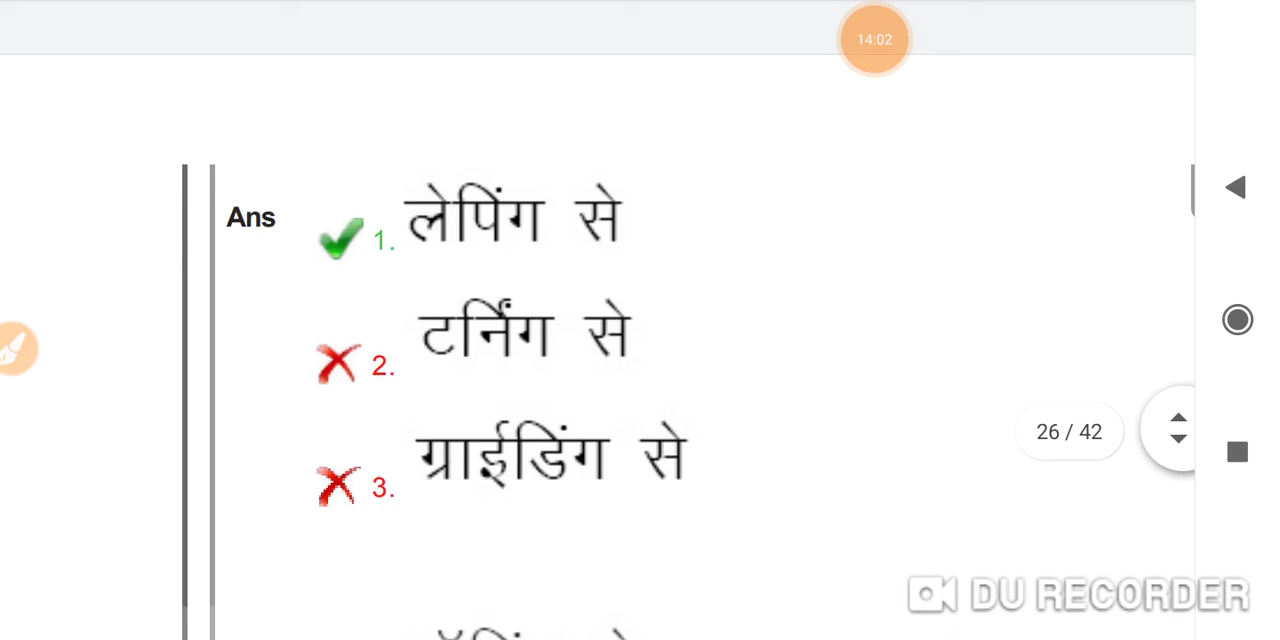 14:02
Ans
1. लेपिंग से
2. टर्निंग से
3. ग्राईडिंग से
26 / 42
DU RECORDER